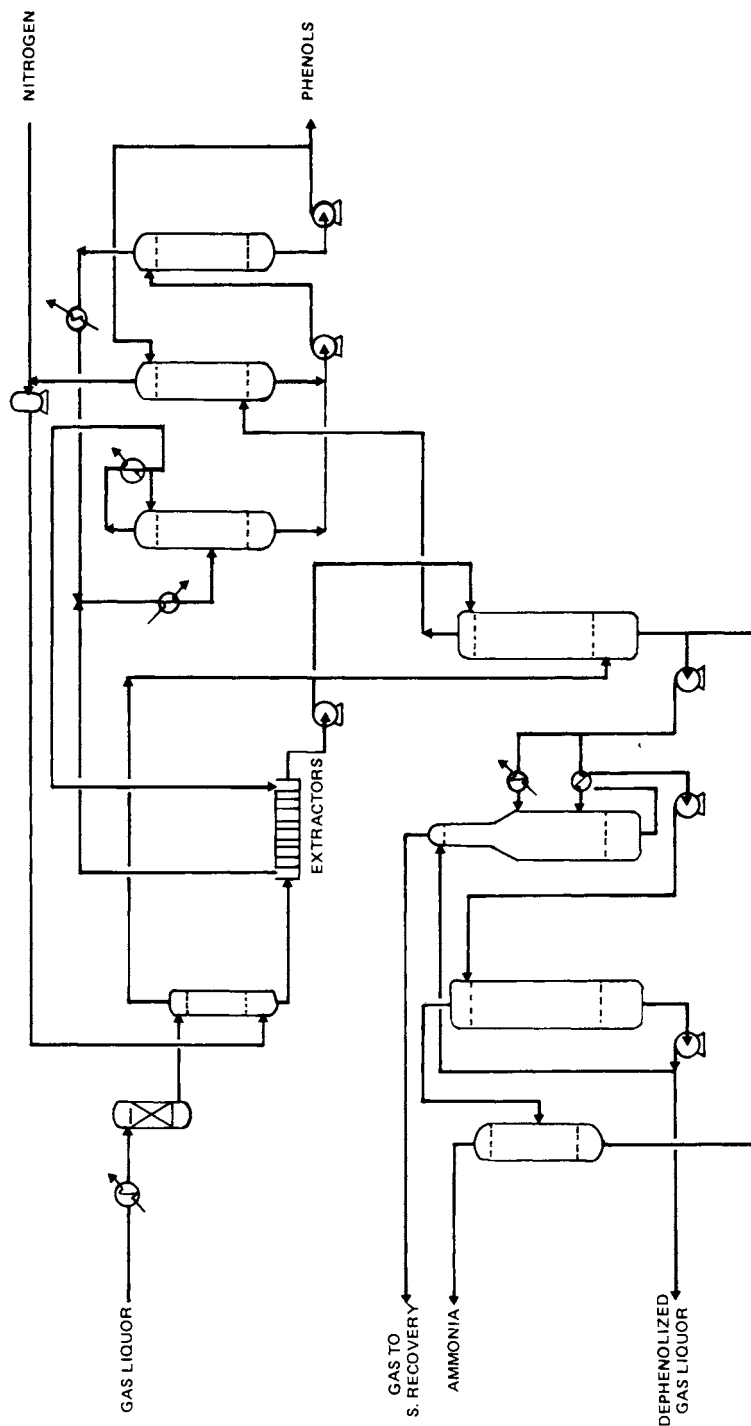 NITROGEN
PHENOLS
EXTRACTORS
GAS LIQUOR
GAS TO
S. RECOVERY
AMMONIA
DEPHENOLIZED
GAS LIQUOR